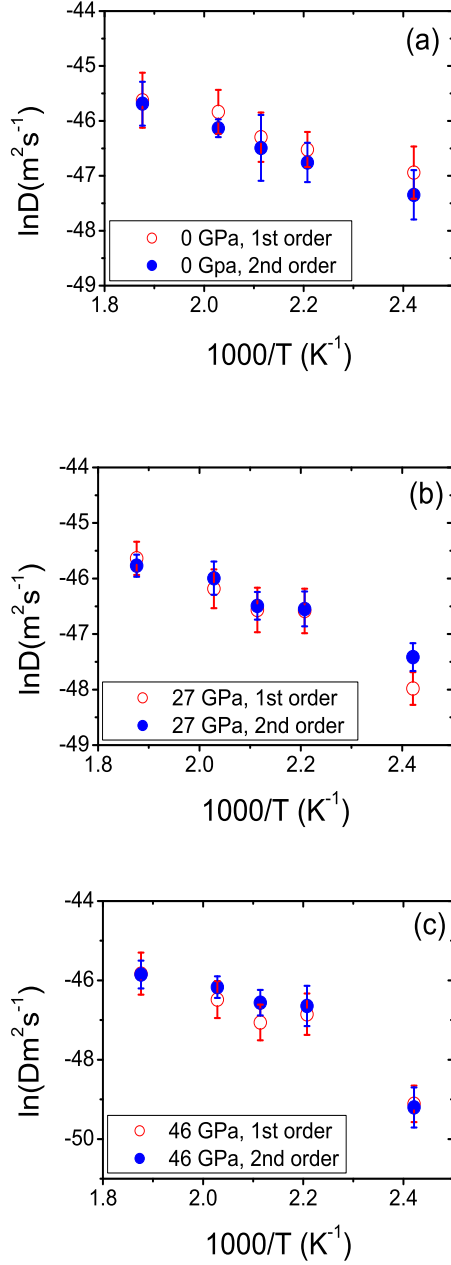 (a)
-44
-45
-46
-47
-48
-49
lnD(m²s⁻¹)
0 GPa, 1st order
0 Gpa, 2nd order
1.8 2.0 2.2 2.4
1000/T (K⁻¹)
(b)
-44
-45
-46
-47
-48
-49
lnD(m²s⁻¹)
27 GPa, 1st order
27 GPa, 2nd order
1.8 2.0 2.2 2.4
1000/T (K⁻¹)
(c)
-44
-46
-48
-50
ln(Dm²s⁻¹)
46 GPa, 1st order
46 GPa, 2nd order
1.8 2.0 2.2 2.4
1000/T (K⁻¹)